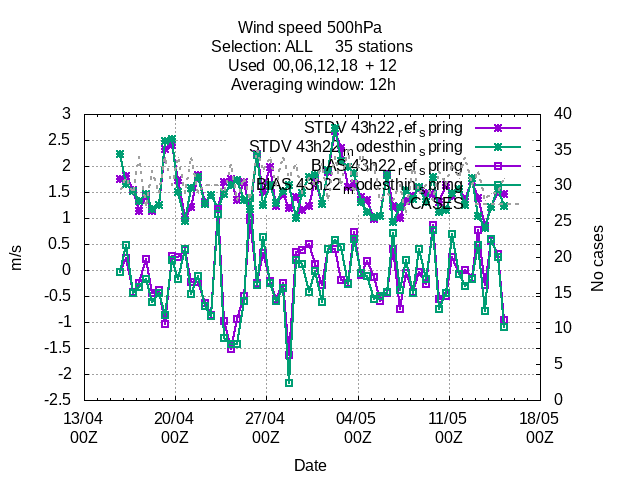 Wind speed 500hPa
Selection: ALL 35 stations
Used 00,06,12,18 + 12
Averaging window: 12h
3
2.5
2
1.5
1
0.5
0
-0.5
-1
-1.5
-2
-2.5
m/s
40
35
30
25
20
15
10
5
0
No cases
STDV 43h22_ref_spring
STDV 43h22_modesthin_spring
BIAS 43h22_ref_spring
BIAS 43h22_modesthin_spring
CASES
13/04 20/04 27/04 04/05 11/05 18/05
00Z 00Z 00Z 00Z 00Z 00Z
Date